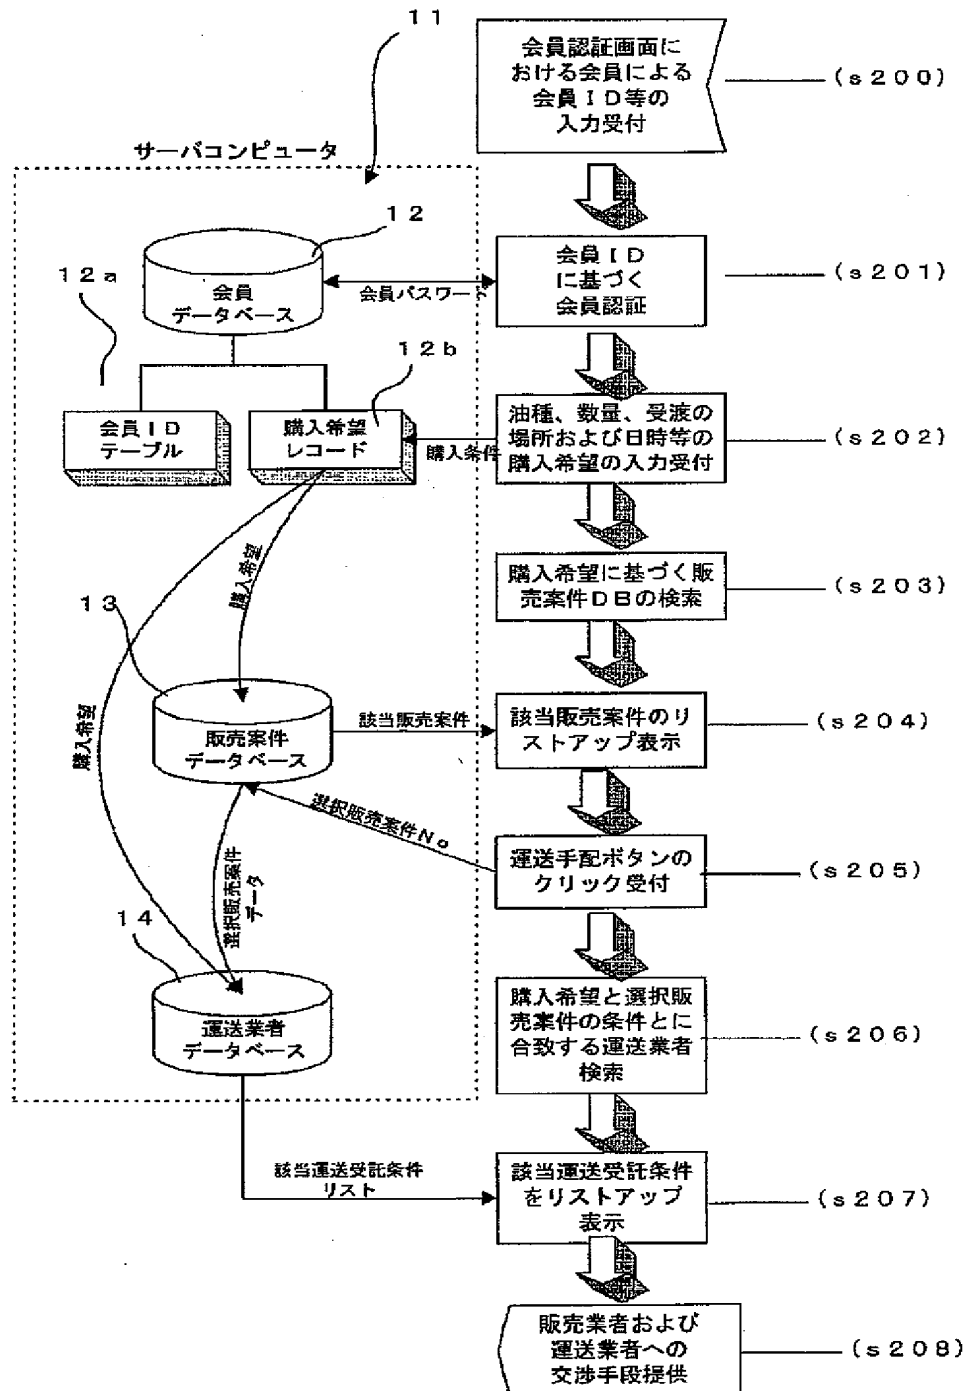 １１
会員認証画面に
おける会員による
会員ＩＤ等の
入力受付
(ｓ２００)
サーバコンピュータ
１２
会員
データベース
１２ａ
会員パスワード
会員ＩＤ
に基づく
会員認証
(ｓ２０１)
１２ｂ
会員ＩＤ
テーブル
購入希望
レコード
購入条件
油種、数量、受渡の
場所および日時等の
購入希望の入力受付
(ｓ２０２)
購入希望
購入希望に基づく販
売案件ＤＢの検索
(ｓ２０３)
１３
購入希望
販売案件
データベース
該当販売案件
該当販売案件のリ
ストアップ表示
(ｓ２０４)
選択販売案件Ｎｏ
運送手配ボタンの
クリック受付
(ｓ２０５)
選択販売案件
データ
１４
運送業者
データベース
購入希望と選択販
売案件の条件とに
合致する運送業者
検索
(ｓ２０６)
該当運送受託条件
リスト
該当運送受託条件
をリストアップ
表示
(ｓ２０７)
販売業者および
運送業者への
交渉手段提供
(ｓ２０８)